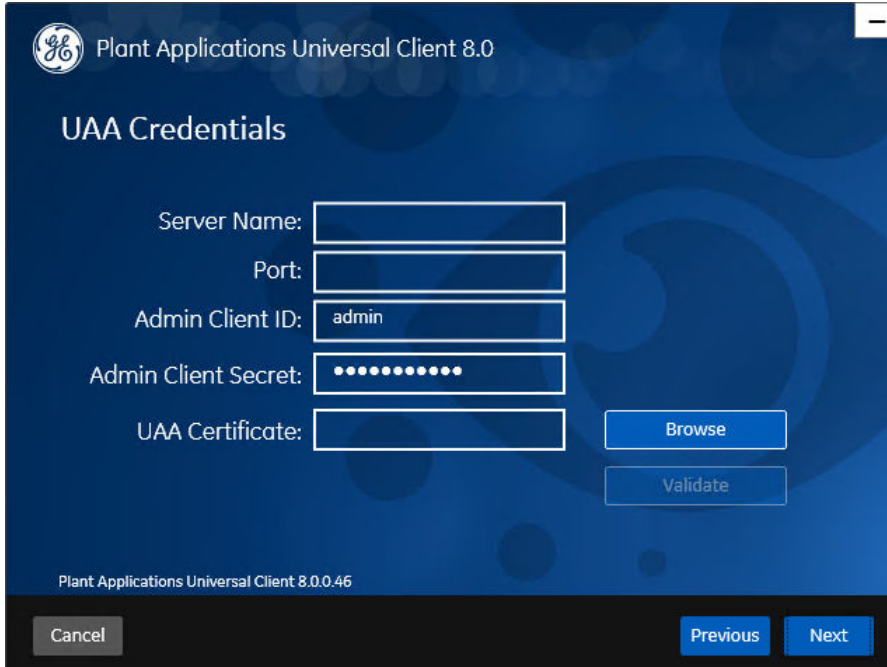 Plant Applications Universal Client 8.0
UAA Credentials
Server Name:
Port:
Admin Client ID: admin
Admin Client Secret: ●●●●●●●●●●●
UAA Certificate: Browse
Validate
Plant Applications Universal Client 8.0.0.46
Cancel Previous Next